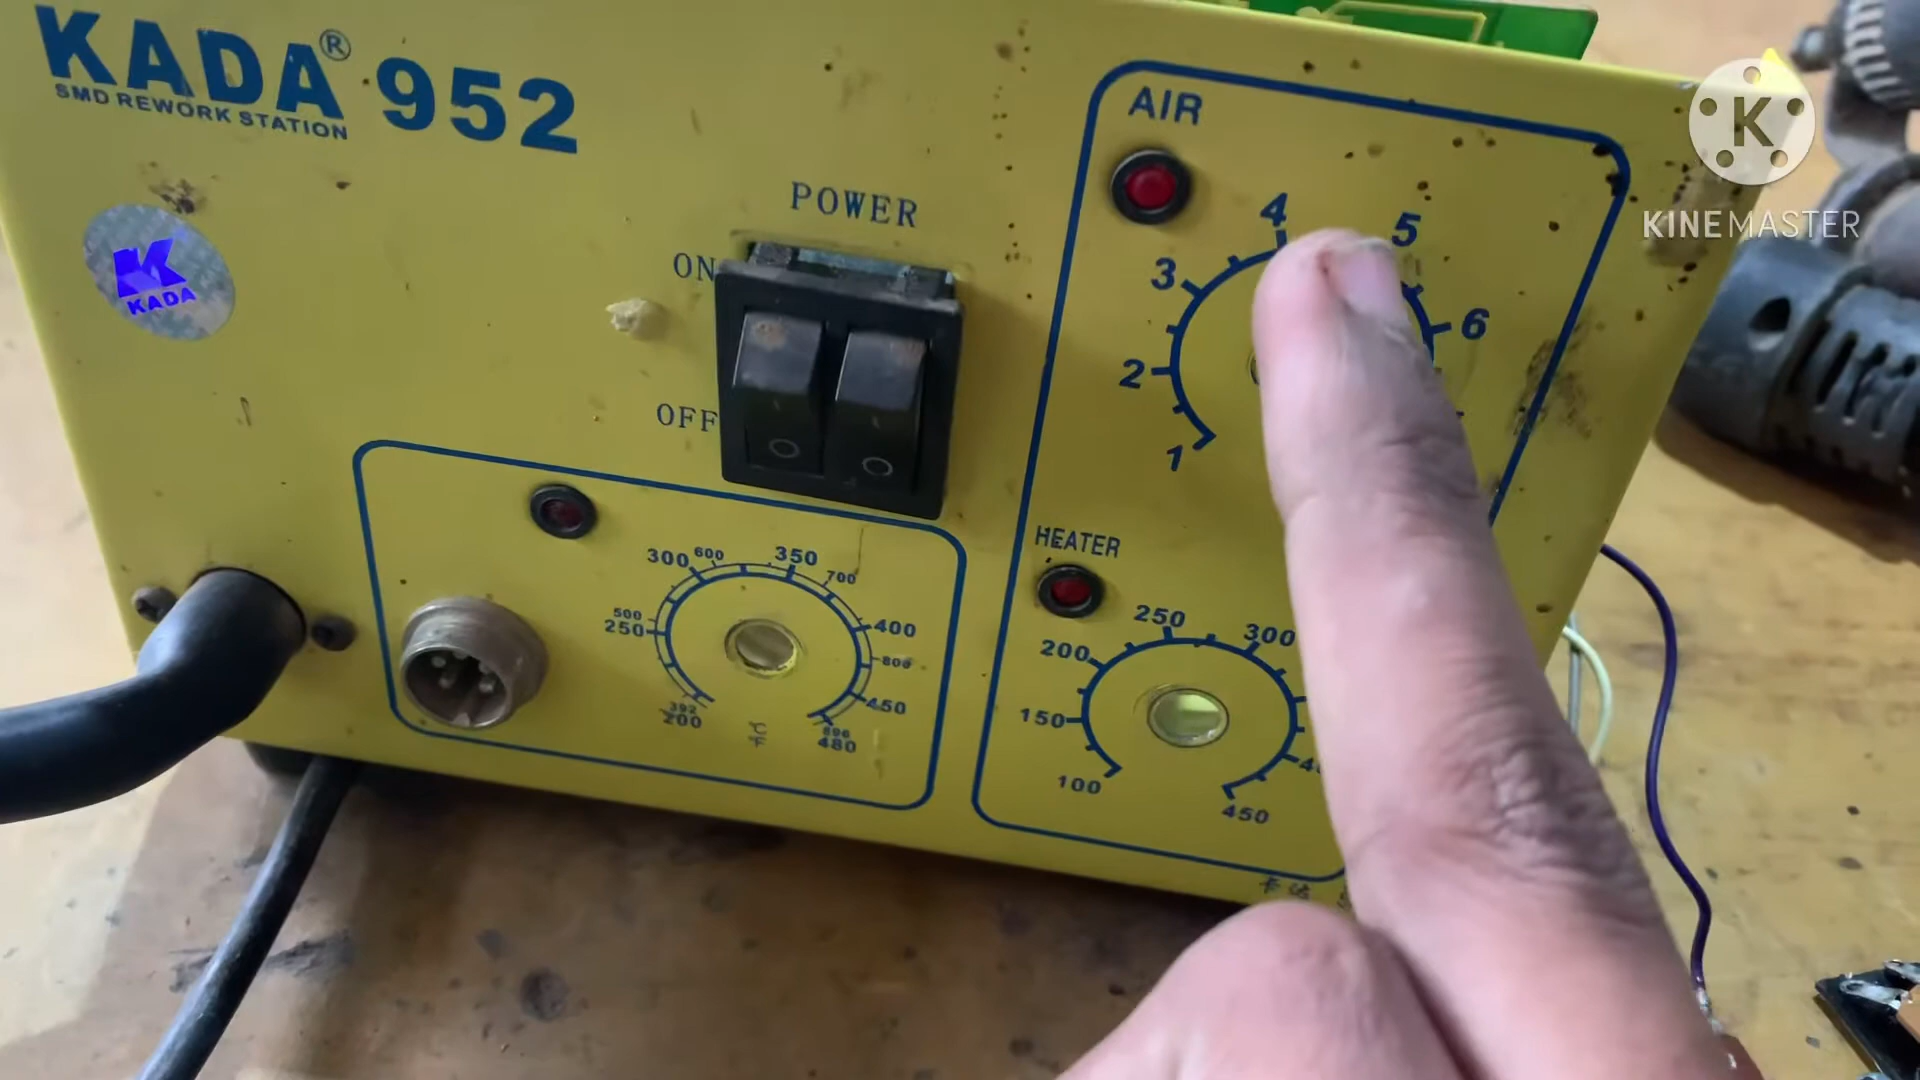 KADA® 952
SMD REWORK STATION
K
KADA
POWER
ON
OFF
AIR
1
2
3
4
5
6
HEATER
100
150
200
250
300
450
300
600
350
700
500
250
400
800
450
392
200
896
480
K
KINEMASTER